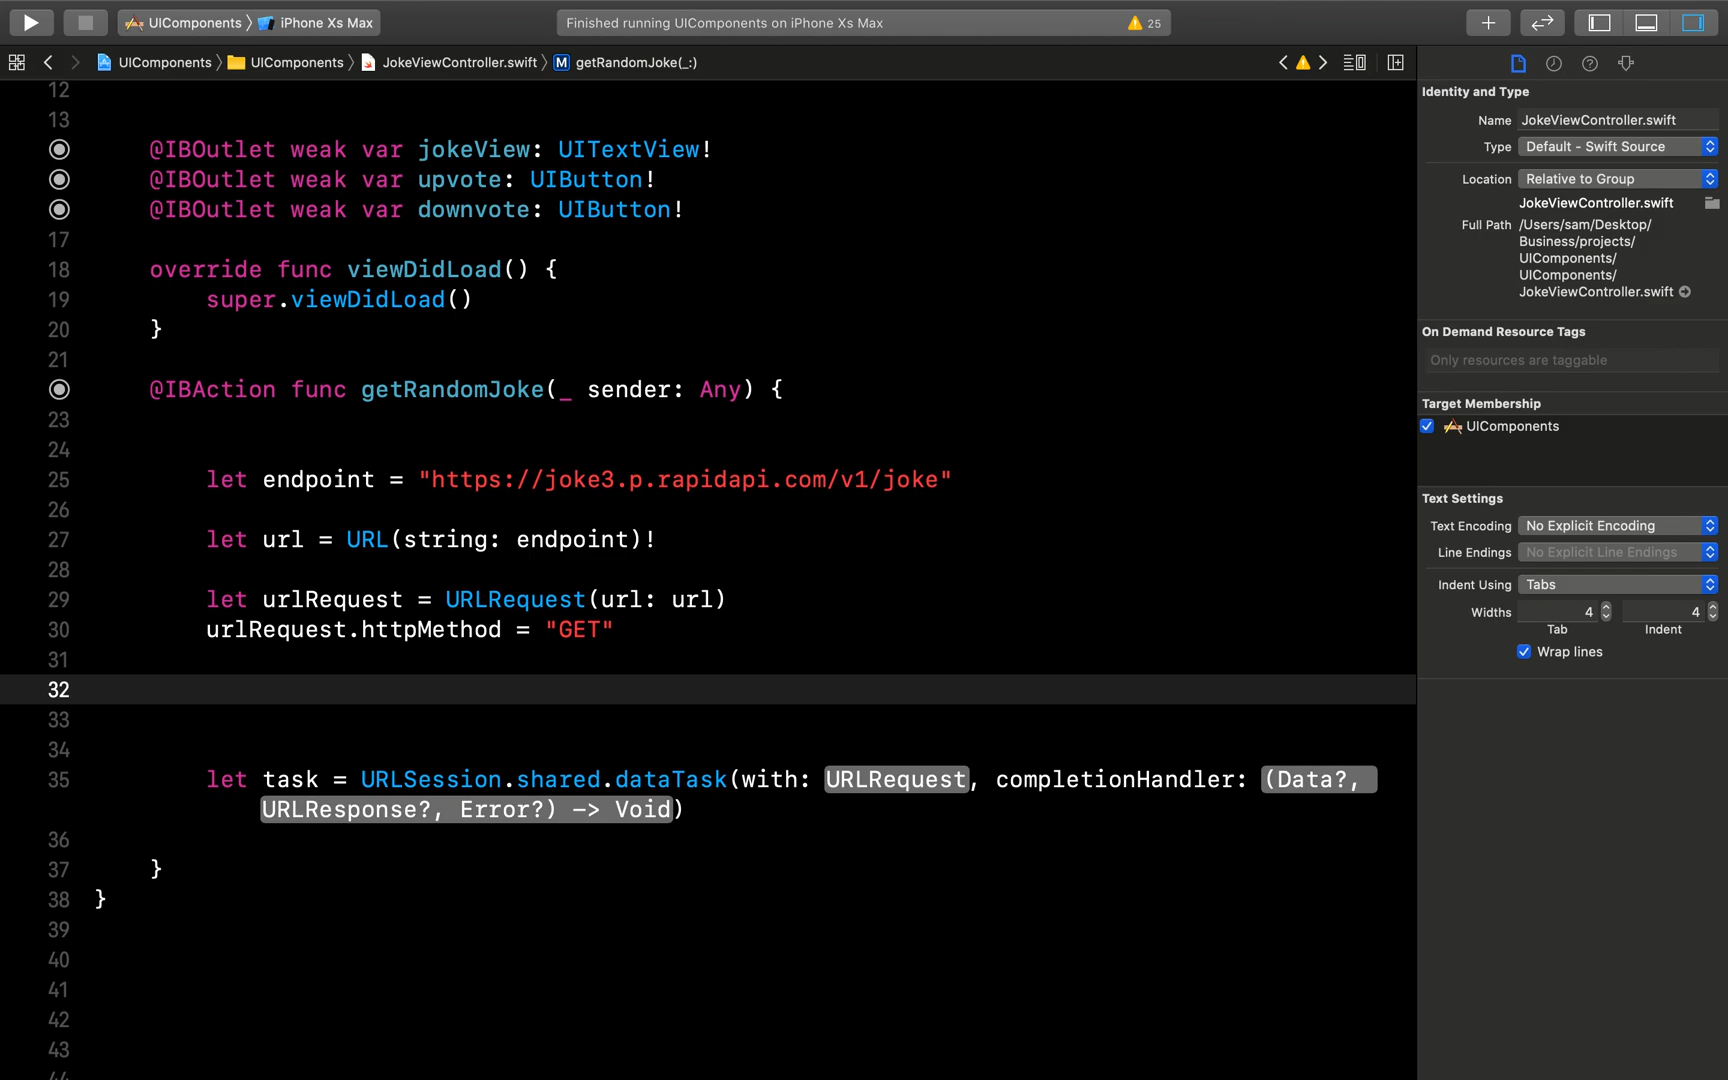 UIComponents iPhone Xs Max
Finished running UIComponents on iPhone Xs Max
25
UIComponents UIComponents JokeViewController.swift M getRandomJoke(_:)
12
13
@IBOutlet weak var jokeView: UITextView!
@IBOutlet weak var upvote: UIButton!
@IBOutlet weak var downvote: UIButton!
17
18 override func viewDidLoad() {
19 super.viewDidLoad()
20 }
21
@IBAction func getRandomJoke(_ sender: Any) {
23
24
25 let endpoint = "https://joke3.p.rapidapi.com/v1/joke"
26
27 let url = URL(string: endpoint)!
28
29 let urlRequest = URLRequest(url: url)
30 urlRequest.httpMethod = "GET"
31
32
33
34
35 let task = URLSession.shared.dataTask(with: URLRequest, completionHandler: (Data?,
URLResponse?, Error?) -> Void)
36
37 }
38 }
39
40
41
42
43
44
Identity and Type
Name JokeViewController.swift
Type Default - Swift Source
Location Relative to Group
JokeViewController.swift
Full Path /Users/sam/Desktop/
Business/projects/
UIComponents/
UIComponents/
JokeViewController.swift
On Demand Resource Tags
Only resources are taggable
Target Membership
UIComponents
Text Settings
Text Encoding No Explicit Encoding
Line Endings No Explicit Line Endings
Indent Using Tabs
Widths 4 4
Tab Indent
Wrap lines